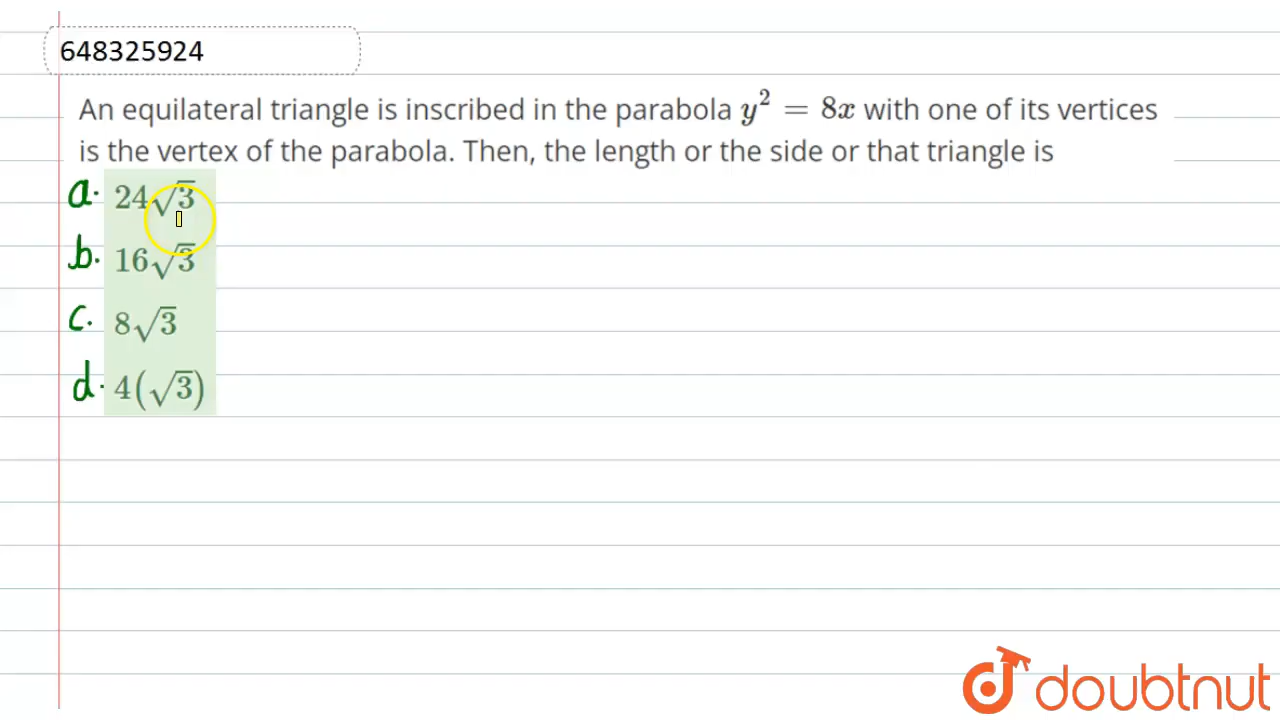 648325924
An equilateral triangle is inscribed in the parabola y² = 8x with one of its vertices
is the vertex of the parabola. Then, the length or the side or that triangle is
a. 24√3
b. 16√3
c. 8√3
d. 4(√3)
doubtnut